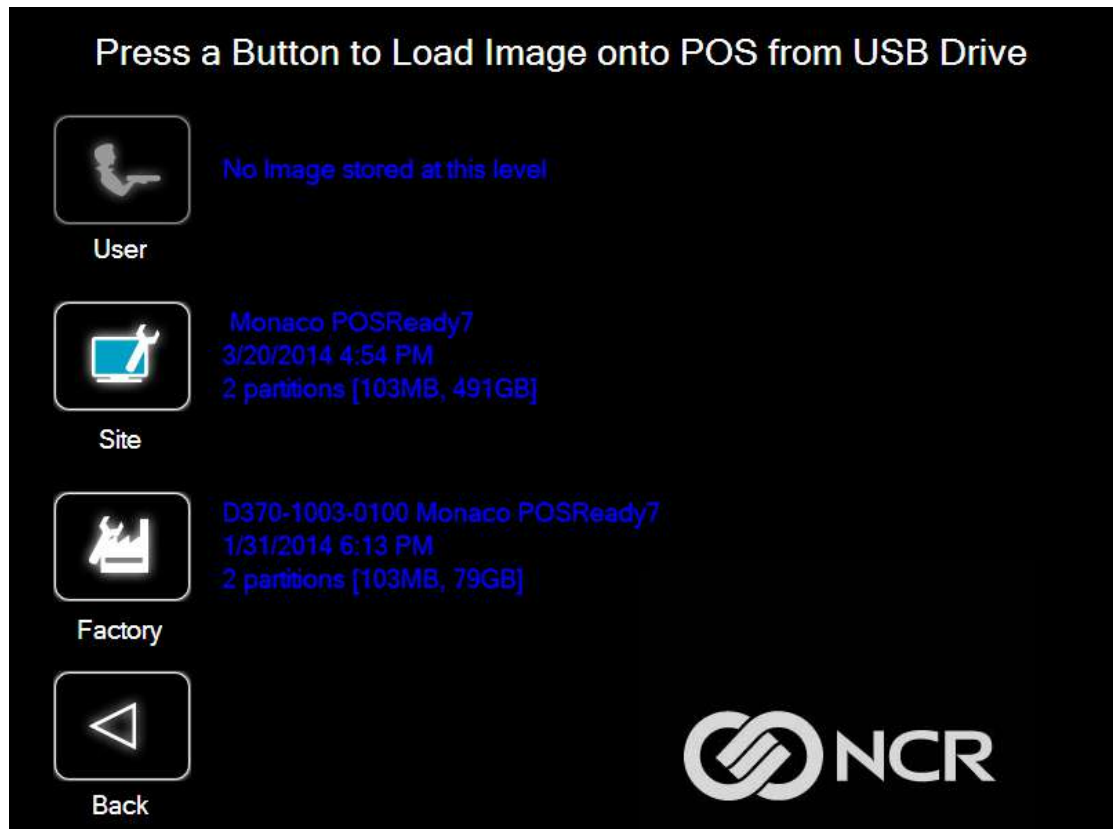 Press a Button to Load Image onto POS from USB Drive
No Image stored at this level
User
Monaco POSReady7
3/20/2014 4:54 PM
2 partitions [103MB, 491GB]
Site
D370-1003-0100 Monaco POSReady7
1/31/2014 6:13 PM
2 partitions [103MB, 79GB]
Factory
Back
NCR